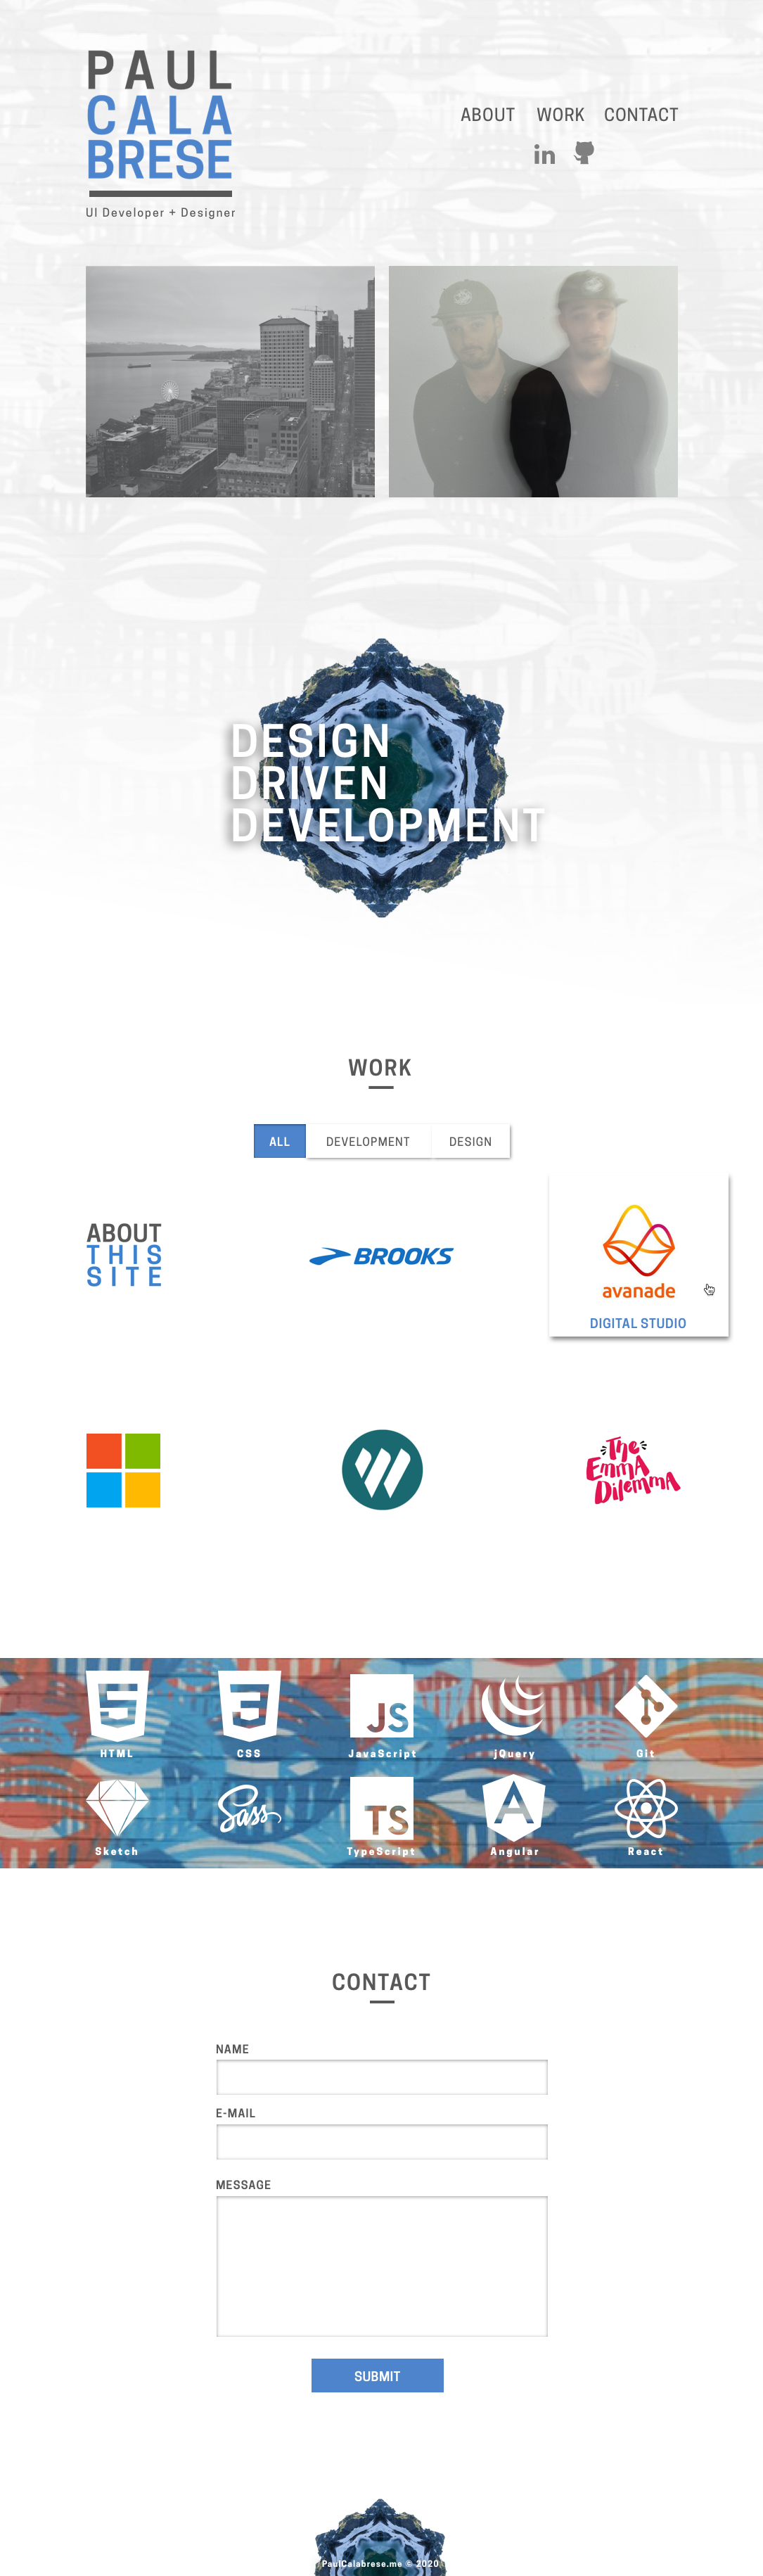 PAUL
CALA
BRESE
UI Developer + Designer
ABOUT WORK CONTACT
in
DESIGN
DRIVEN
DEVELOPMENT
WORK
ALL DEVELOPMENT DESIGN
ABOUT
THIS
SITE
BROOKS
avanade
DIGITAL STUDIO
The
Emma
Dilemma
JS
HTML CSS JavaScript jQuery Git
Sass
TS
A
Sketch TypeScript Angular React
CONTACT
NAME
E-MAIL
MESSAGE
SUBMIT
PaulCalabrese.me © 2020